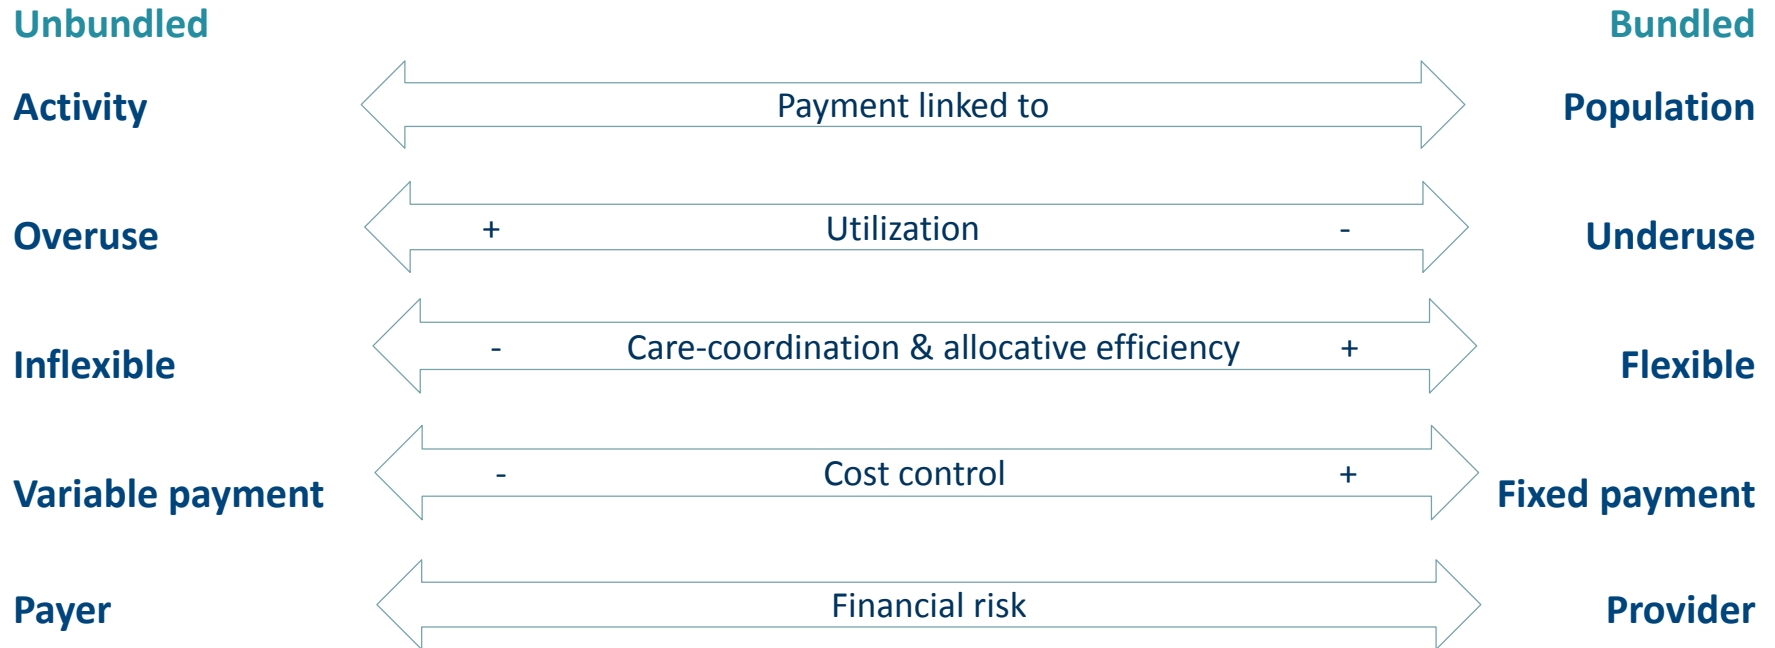 Unbundled Bundled
Activity Payment linked to Population
Overuse + Utilization - Underuse
Inflexible - Care-coordination & allocative efficiency + Flexible
Variable payment - Cost control + Fixed payment
Payer Financial risk Provider